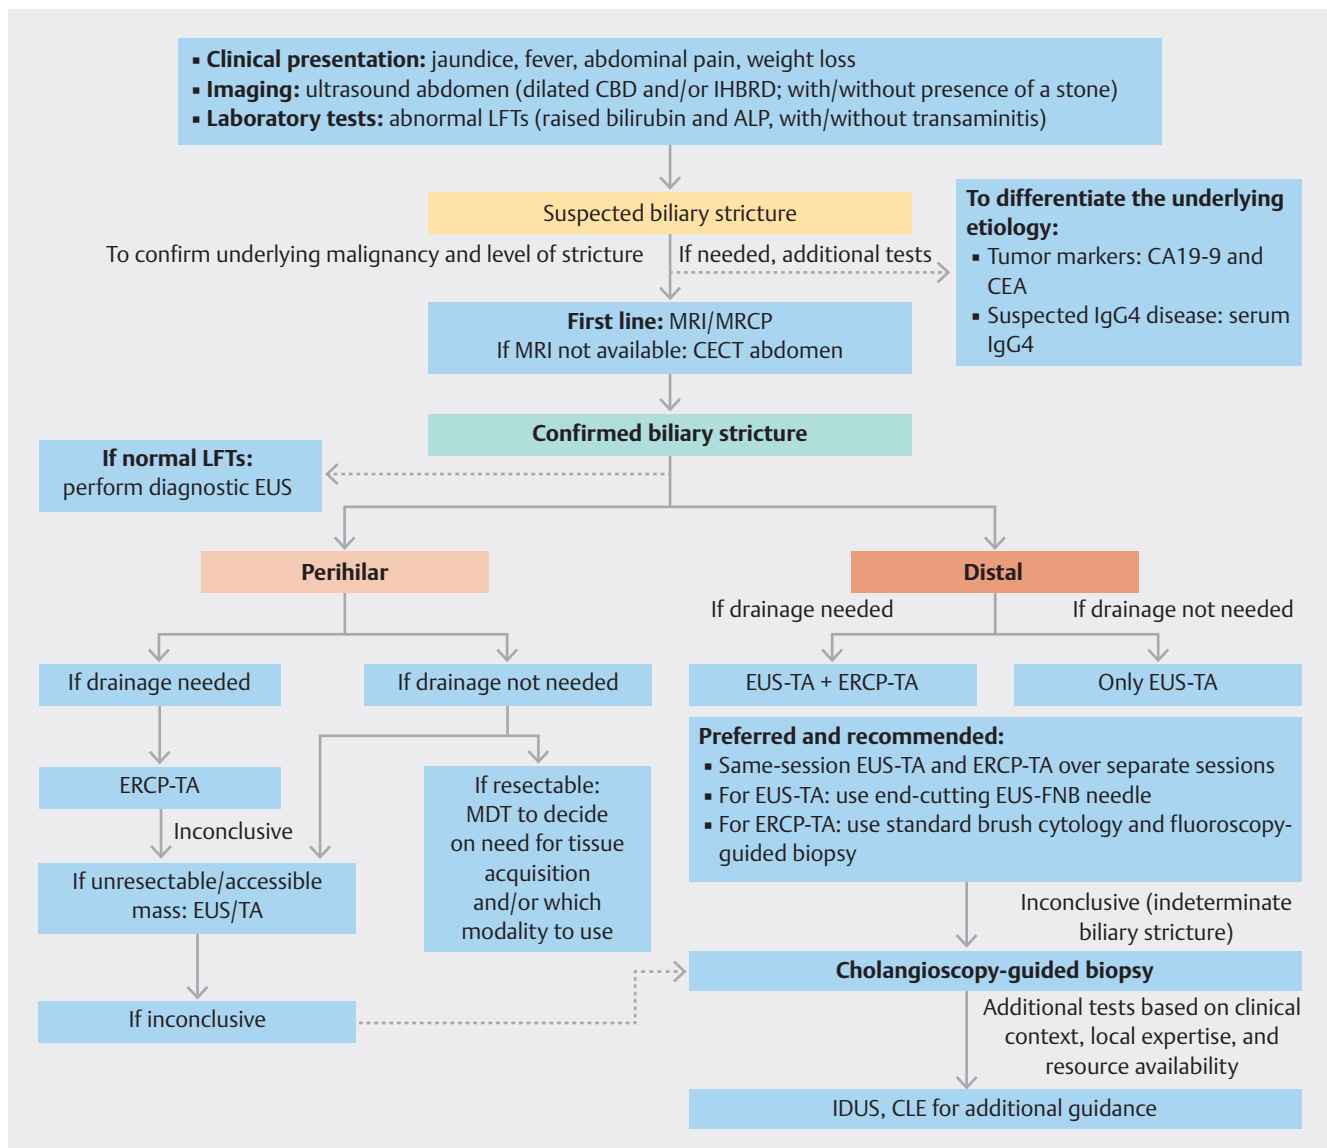 ▪ Clinical presentation: jaundice, fever, abdominal pain, weight loss
▪ Imaging: ultrasound abdomen (dilated CBD and/or IHBRD; with/without presence of a stone)
▪ Laboratory tests: abnormal LFTs (raised bilirubin and ALP, with/without transaminitis)
Suspected biliary stricture
To differentiate the underlying
etiology:
▪ Tumor markers: CA19-9 and
CEA
▪ Suspected IgG4 disease: serum
IgG4
To confirm underlying malignancy and level of stricture
If needed, additional tests
First line: MRI/MRCP
If MRI not available: CECT abdomen
Confirmed biliary stricture
If normal LFTs:
perform diagnostic EUS
Perihilar
Distal
If drainage needed
If drainage not needed
If drainage needed
If drainage not needed
EUS-TA + ERCP-TA
Only EUS-TA
ERCP-TA
Inconclusive
If unresectable/accessible
mass: EUS/TA
If inconclusive
If resectable:
MDT to decide
on need for tissue
acquisition
and/or which
modality to use
Preferred and recommended:
▪ Same-session EUS-TA and ERCP-TA over separate sessions
▪ For EUS-TA: use end-cutting EUS-FNB needle
▪ For ERCP-TA: use standard brush cytology and fluoroscopy-
guided biopsy
Inconclusive (indeterminate
biliary stricture)
Cholangioscopy-guided biopsy
Additional tests based on clinical
context, local expertise, and
resource availability
IDUS, CLE for additional guidance